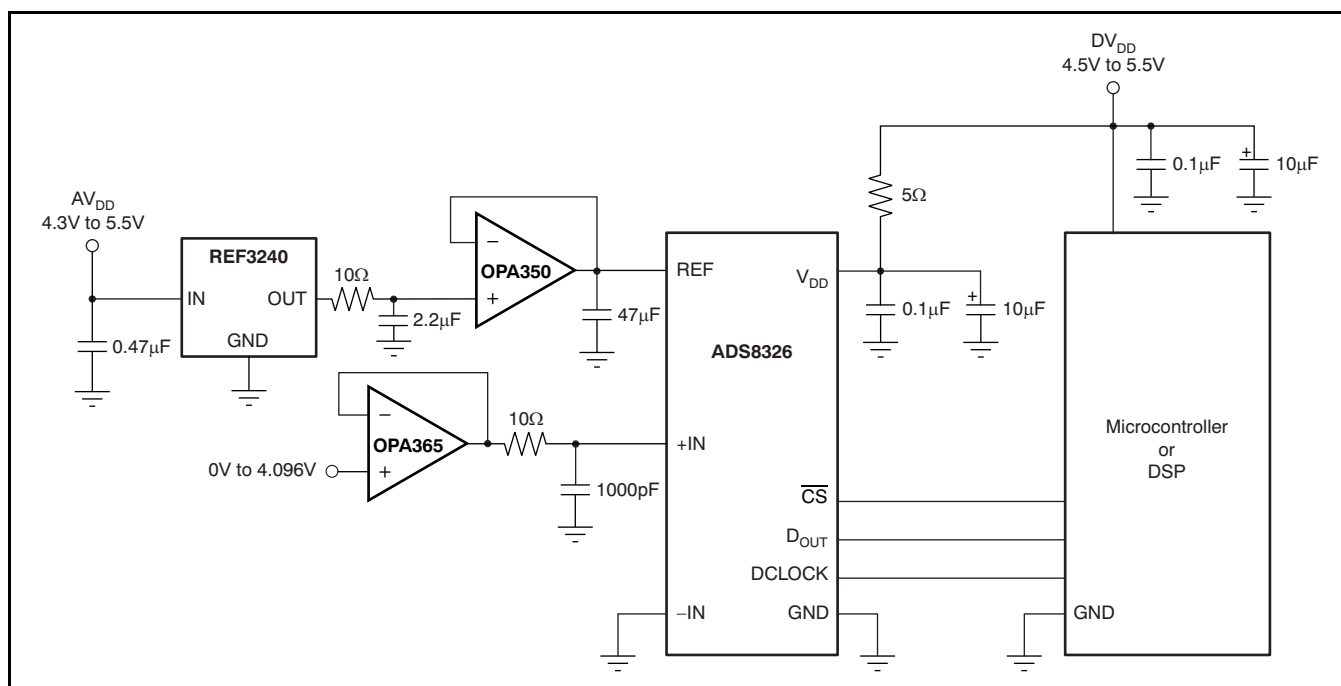 DV_DD
4.5V to 5.5V
0.1µF
10µF
+
5Ω
AV_DD
4.3V to 5.5V
REF3240
IN
OUT
GND
0.47µF
10Ω
2.2µF
−
OPA350
+
47µF
REF
V_DD
0.1µF
+
10µF
ADS8326
−
OPA365
+
0V to 4.096V
10Ω
1000pF
+IN
C̅S̅
D_OUT
DCLOCK
−IN
GND
Microcontroller
or
DSP
GND